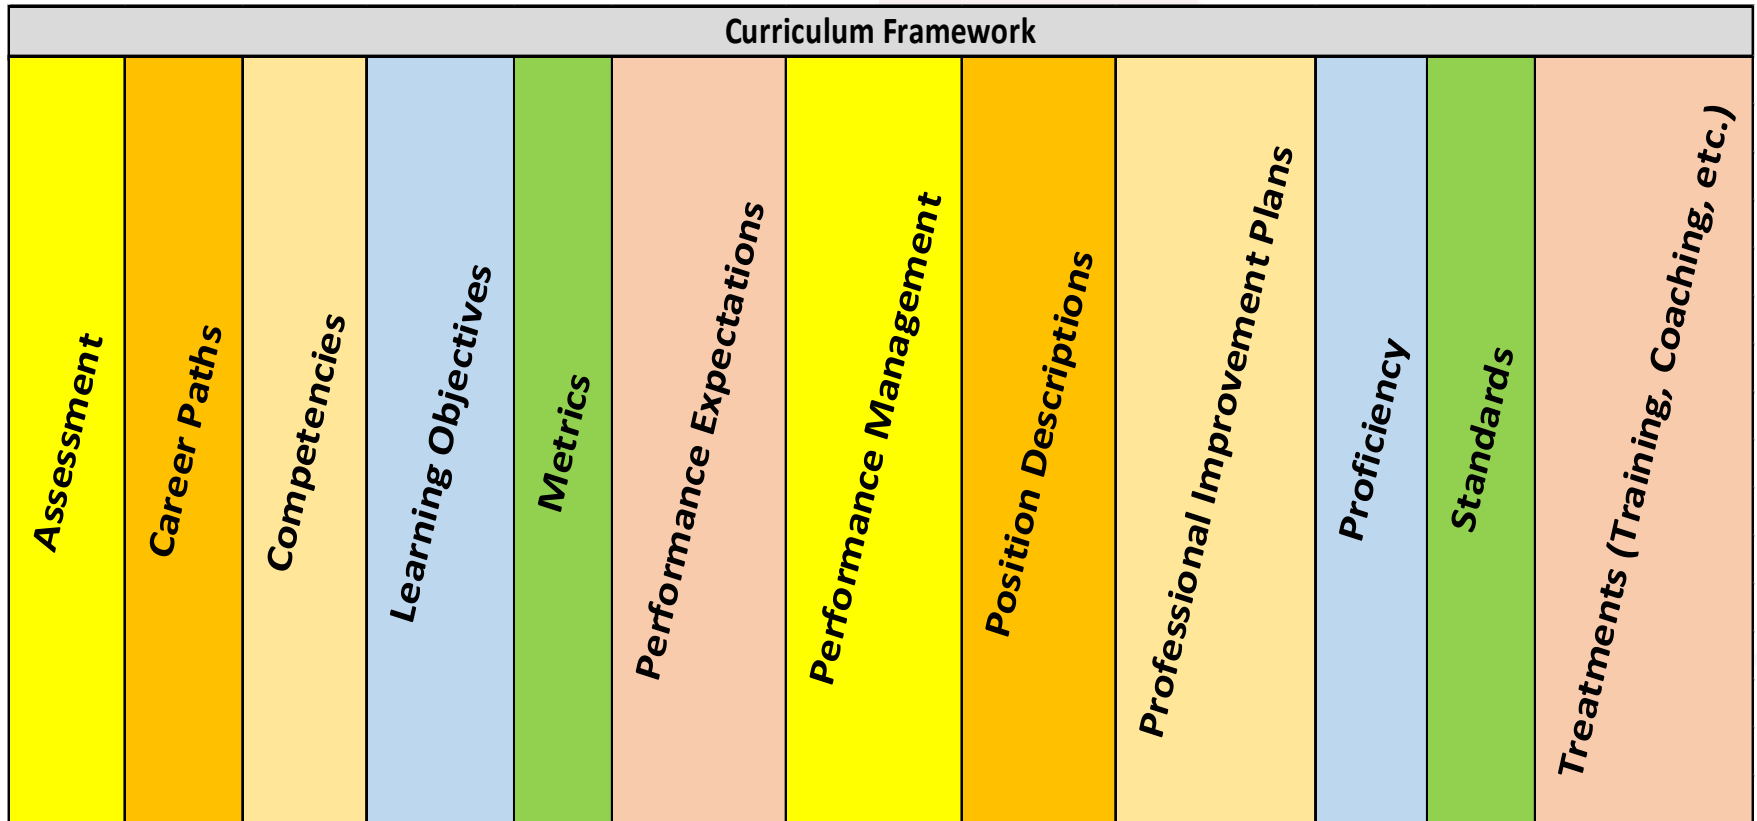 Curriculum Framework
Assessment
Career Paths
Competencies
Learning Objectives
Metrics
Performance Expectations
Performance Management
Position Descriptions
Professional Improvement Plans
Proficiency
Standards
Treatments (Training, Coaching, etc.)